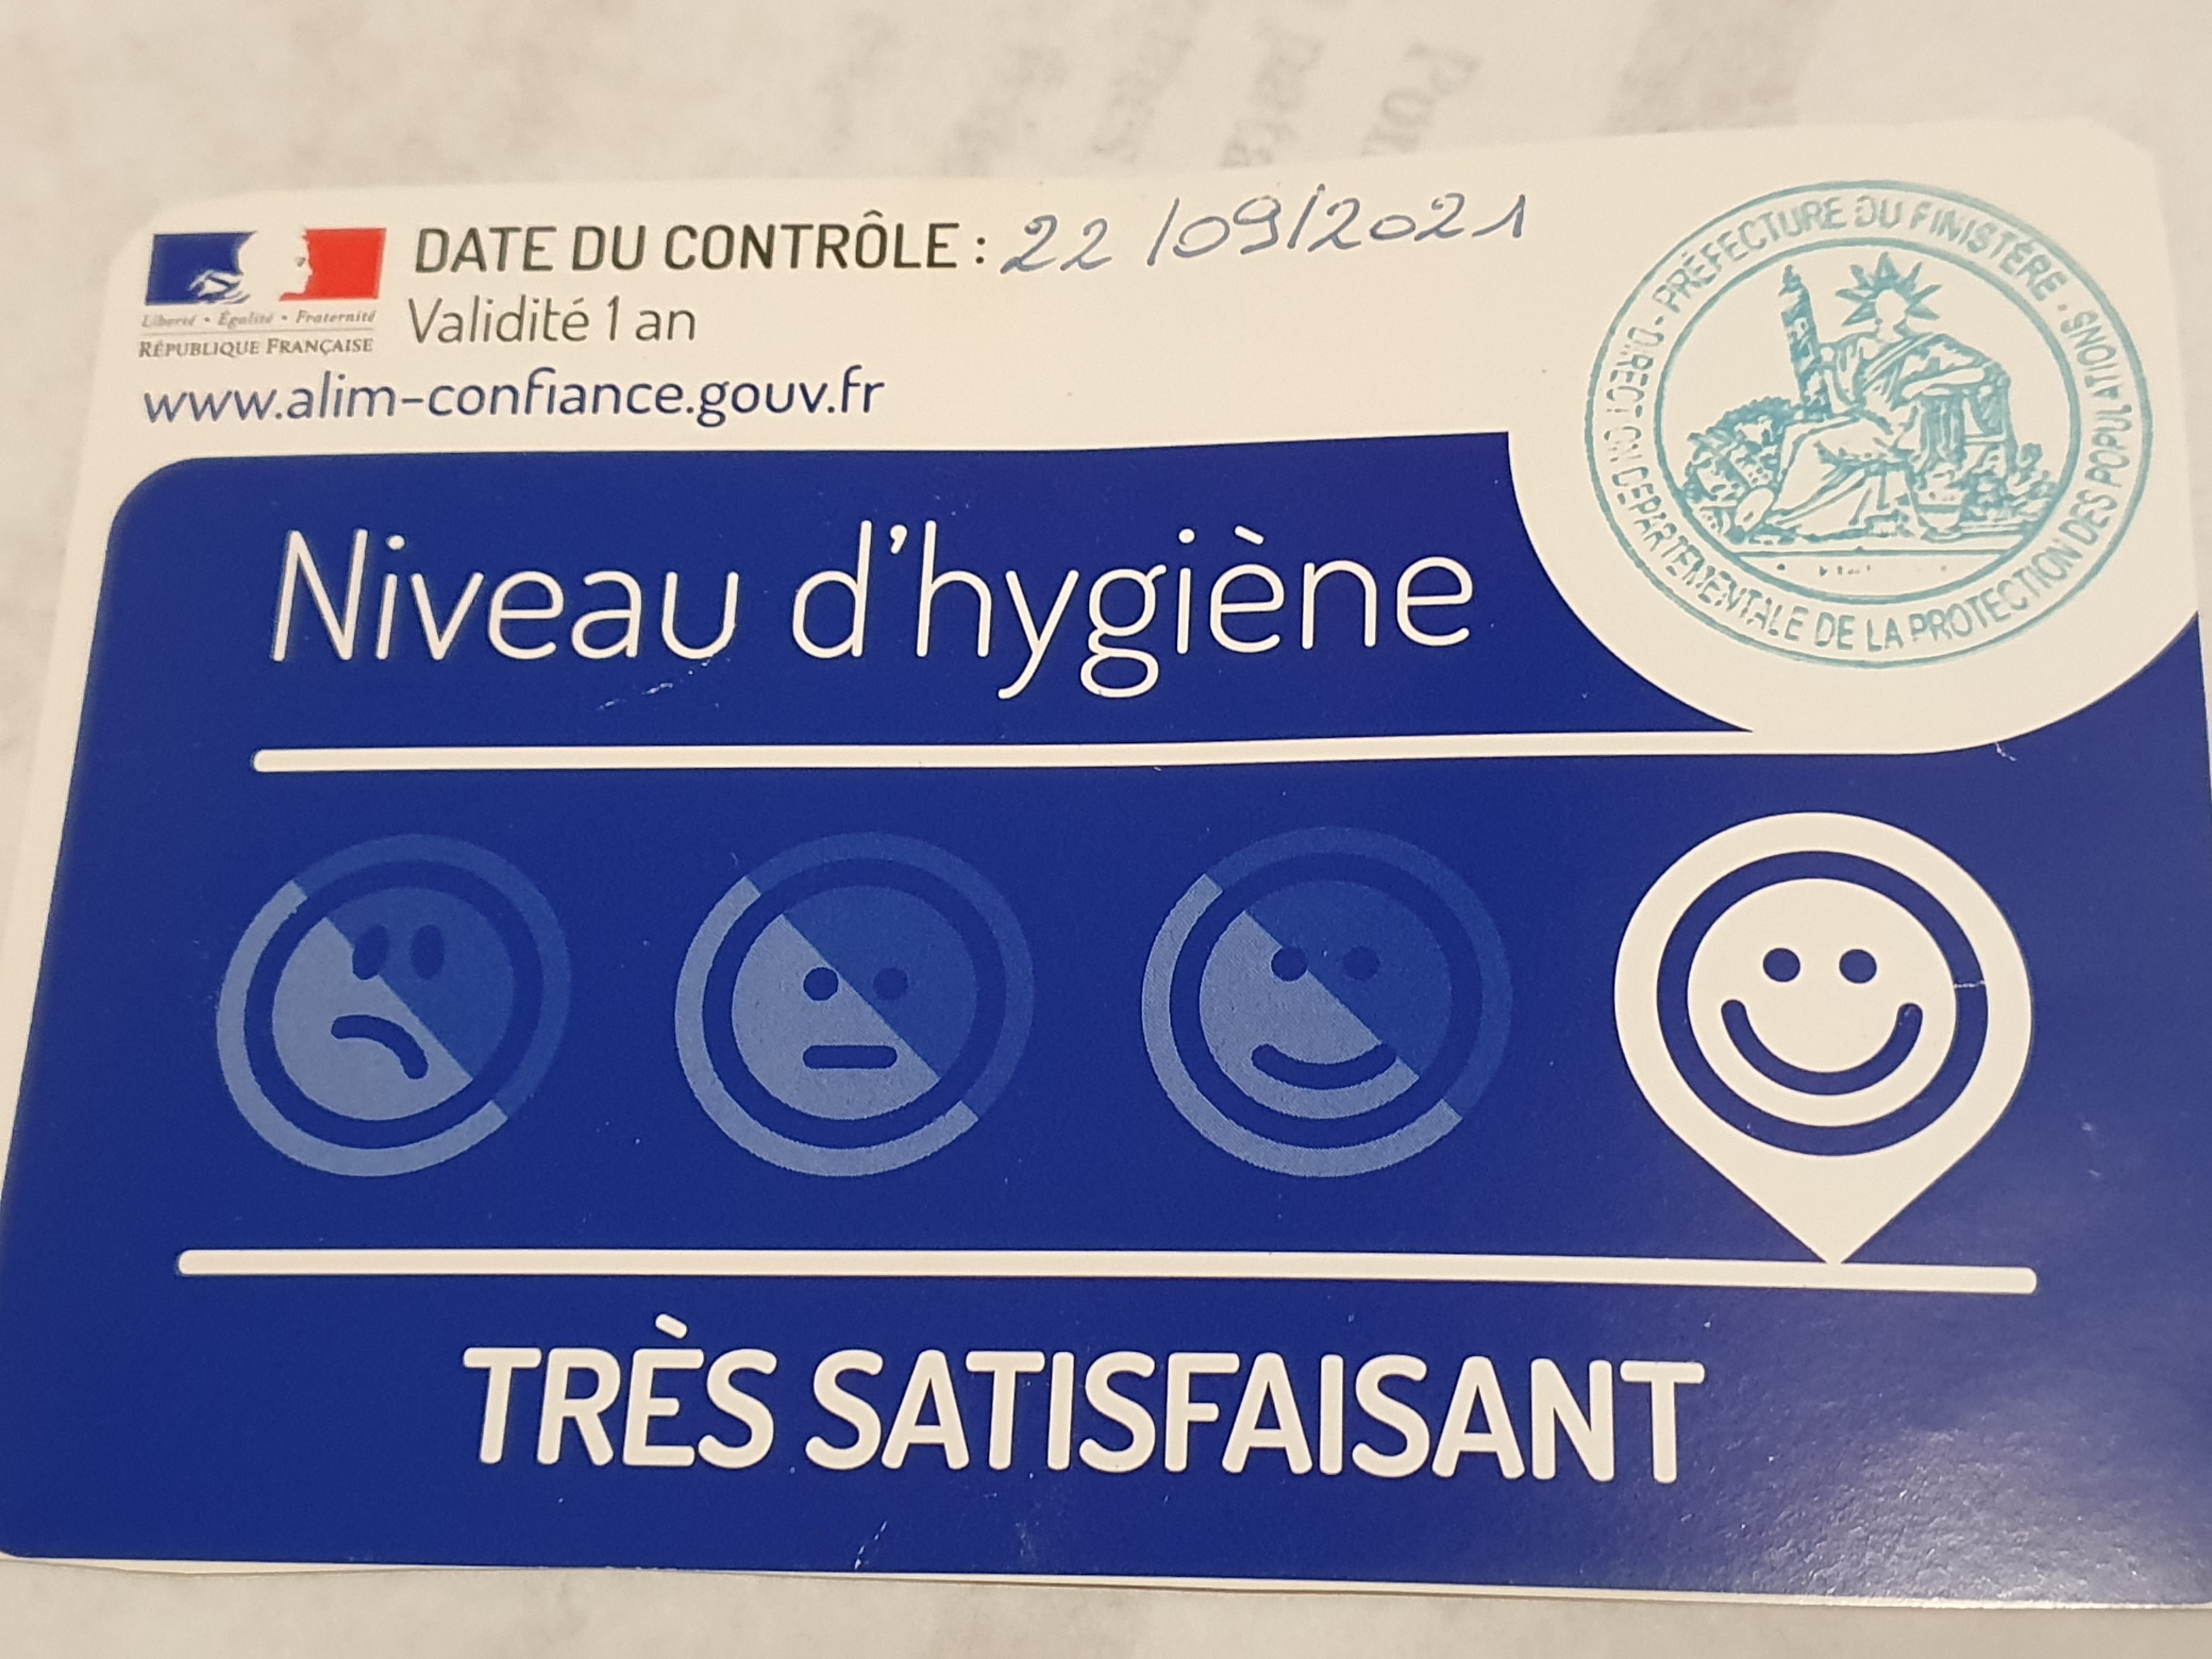 DATE DU CONTRÔLE : 22/09/2021
Liberté • Égalité • Fraternité
RÉPUBLIQUE FRANÇAISE
Validité 1 an
www.alim-confiance.gouv.fr
PRÉFECTURE DU FINISTÈRE
DIRECTION DEPARTEMENTALE DE LA PROTECTION DES POPULATIONS
Niveau d'hygiène
TRÈS SATISFAISANT